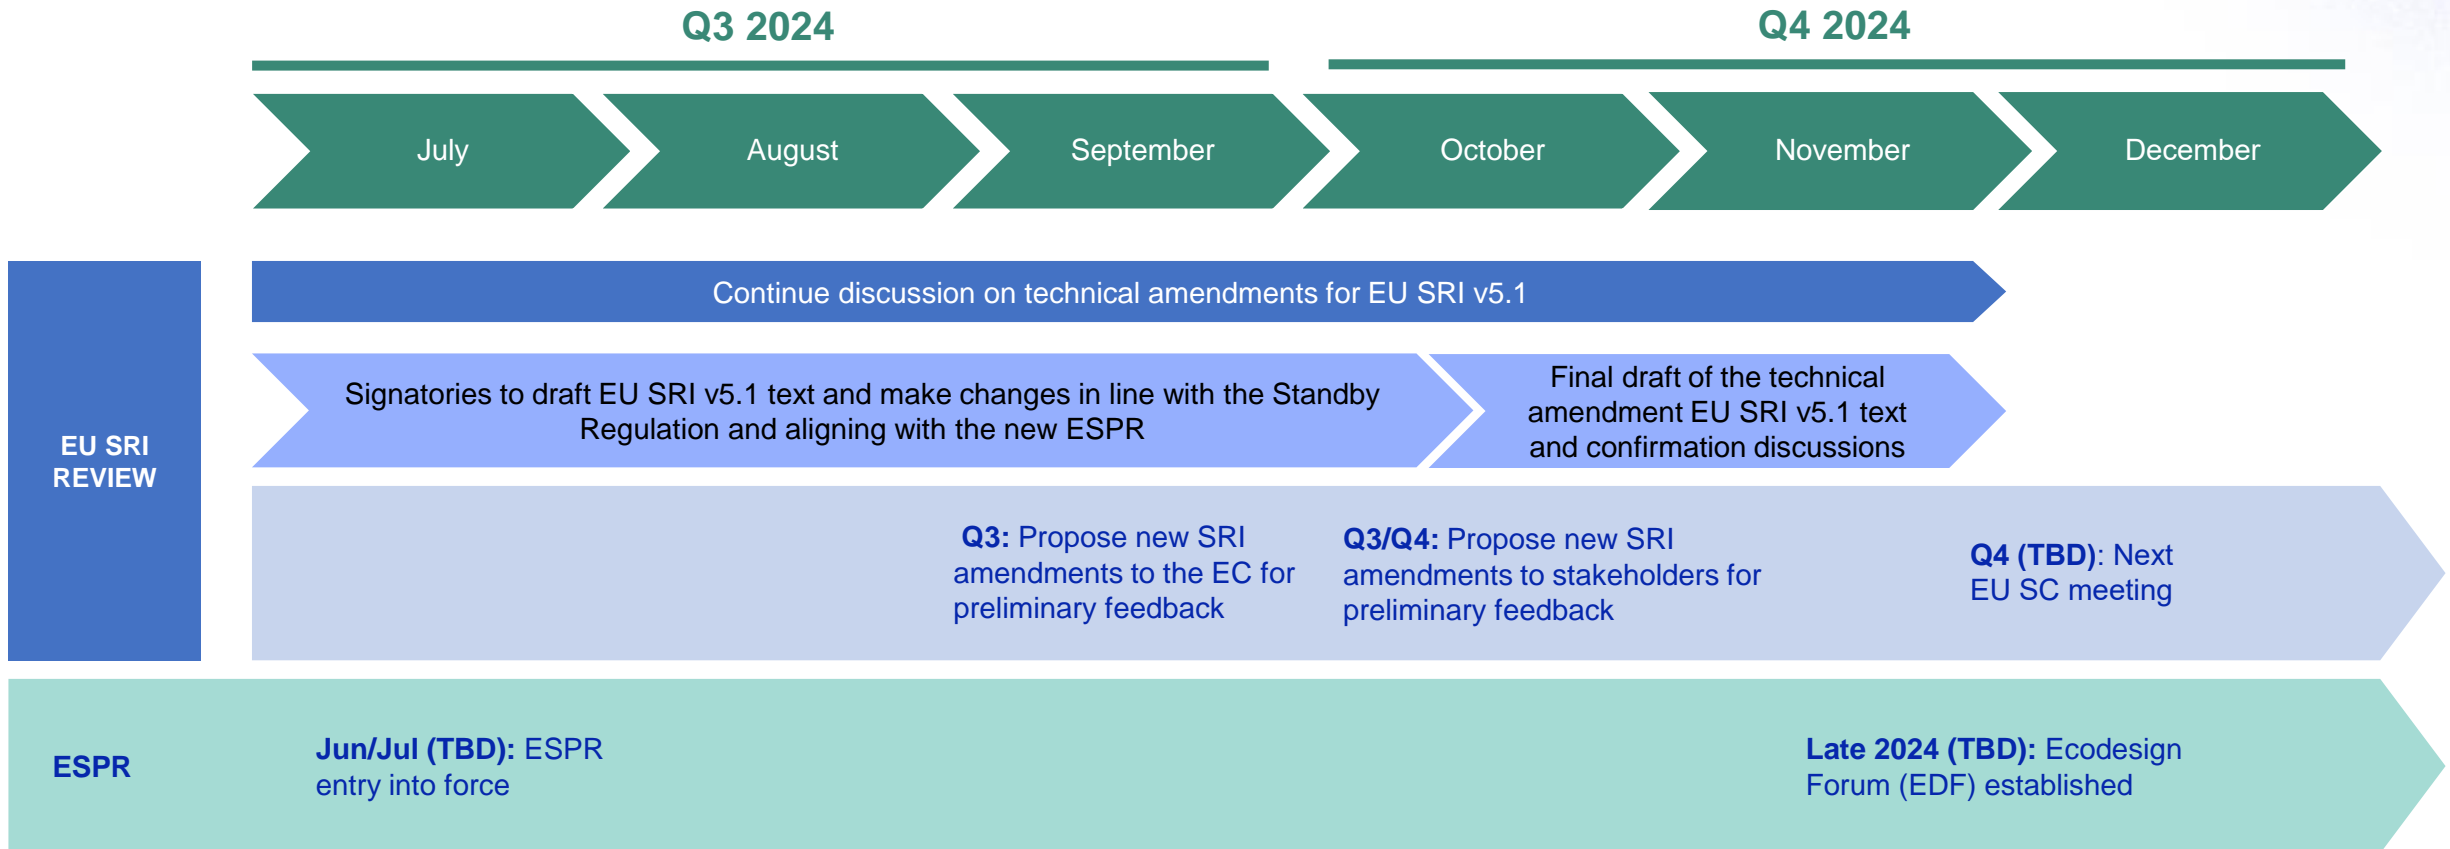 Q3 2024
Q4 2024
July
August
September
October
November
December
EU SRI
REVIEW
Continue discussion on technical amendments for EU SRI v5.1
Signatories to draft EU SRI v5.1 text and make changes in line with the Standby
Regulation and aligning with the new ESPR
Final draft of the technical
amendment EU SRI v5.1 text
and confirmation discussions
Q3: Propose new SRI
amendments to the EC for
preliminary feedback
Q3/Q4: Propose new SRI
amendments to stakeholders for
preliminary feedback
Q4 (TBD): Next
EU SC meeting
ESPR
Jun/Jul (TBD): ESPR
entry into force
Late 2024 (TBD): Ecodesign
Forum (EDF) established